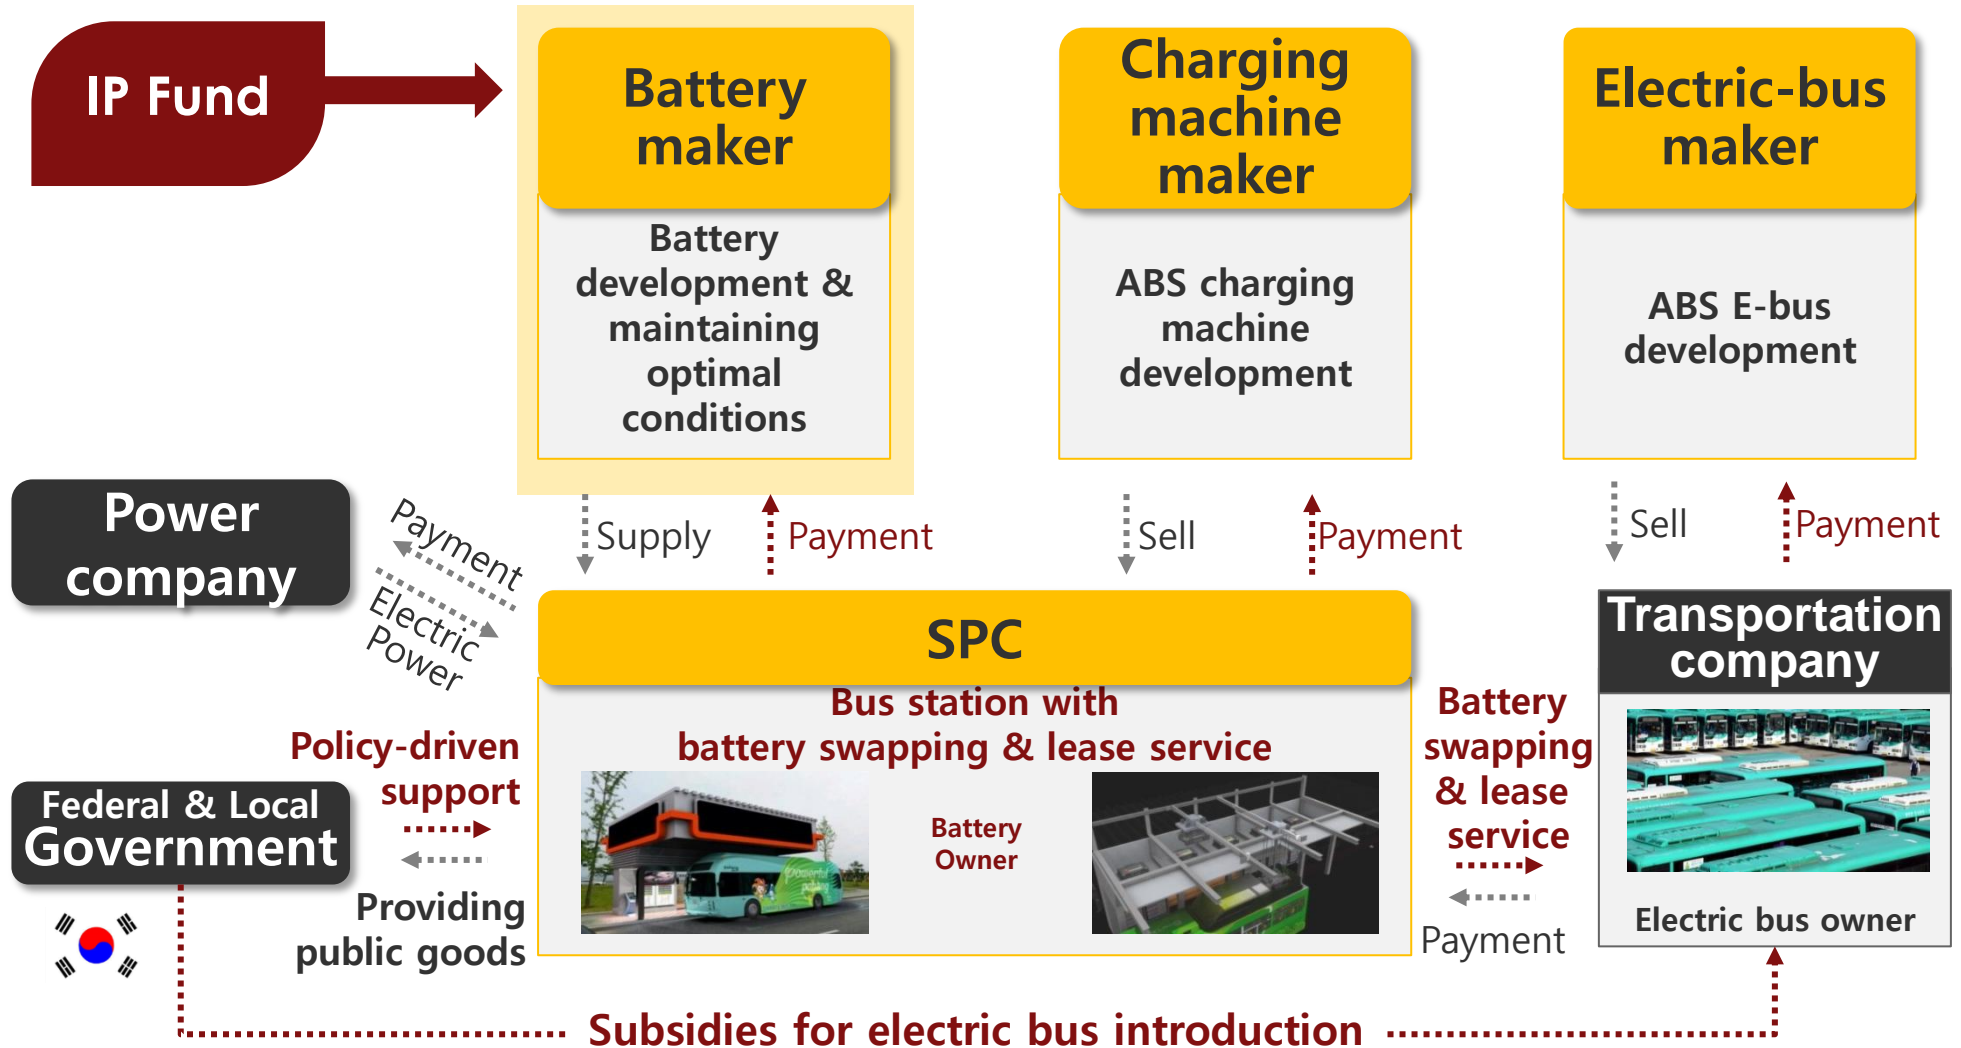 IP Fund
Battery
maker
Charging
machine
maker
Electric-bus
maker
Battery
development &
maintaining
optimal
conditions
ABS charging
machine
development
ABS E-bus
development
Power
company
Payment
Electric
Power
Supply
Payment
Sell
Payment
Sell
Payment
SPC
Bus station with
battery swapping & lease service
Battery
Owner
Transportation
company
Electric bus owner
Battery
swapping
& lease
service
Payment
Policy-driven
support
Federal & Local
Government
Providing
public goods
Subsidies for electric bus introduction